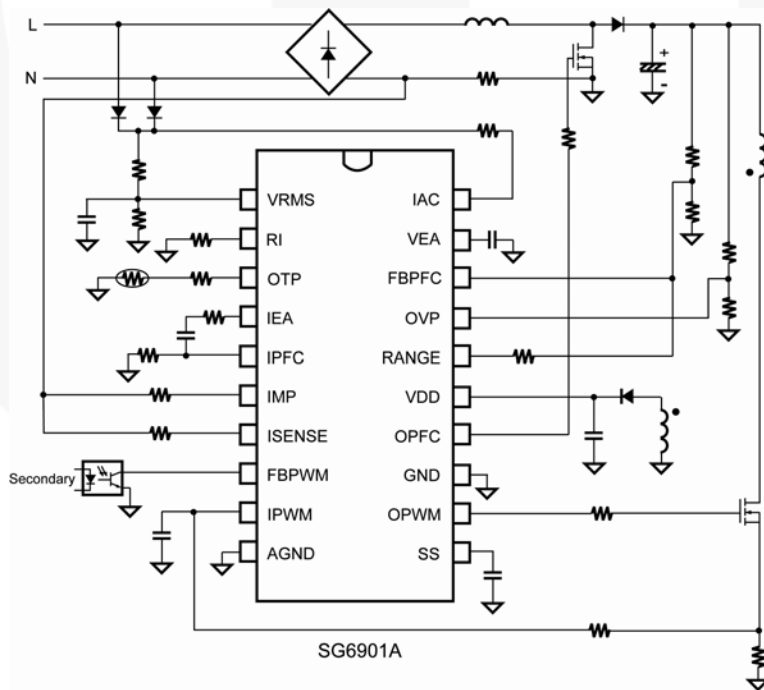 L
N
+
-
VRMS IAC
RI VEA
OTP FBPFC
IEA OVP
IPFC RANGE
IMP VDD
ISENSE OPFC
Secondary FBPWM GND
IPWM OPWM
AGND SS
SG6901A